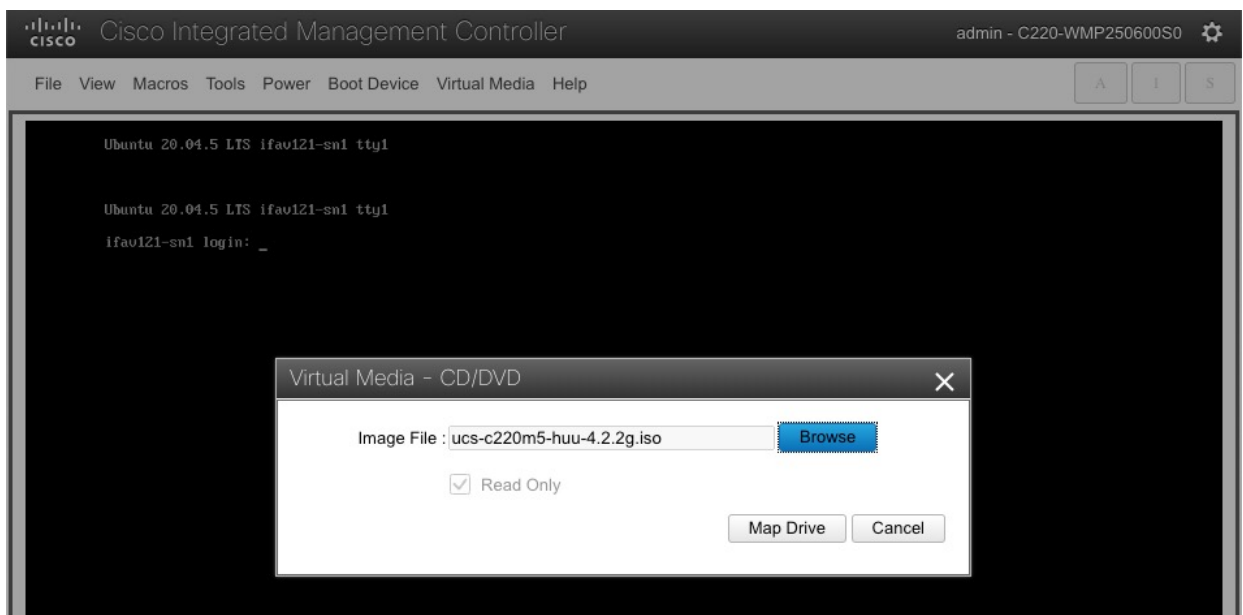 cisco Cisco Integrated Management Controller admin - C220-WMP250600S0
File View Macros Tools Power Boot Device Virtual Media Help A 1 S
Ubuntu 20.04.5 LTS ifav121-sn1 tty1
Ubuntu 20.04.5 LTS ifav121-sn1 tty1
ifav121-sn1 login: _
Virtual Media - CD/DVD
Image File : ucs-c220m5-huu-4.2.2g.iso Browse
Read Only
Map Drive Cancel